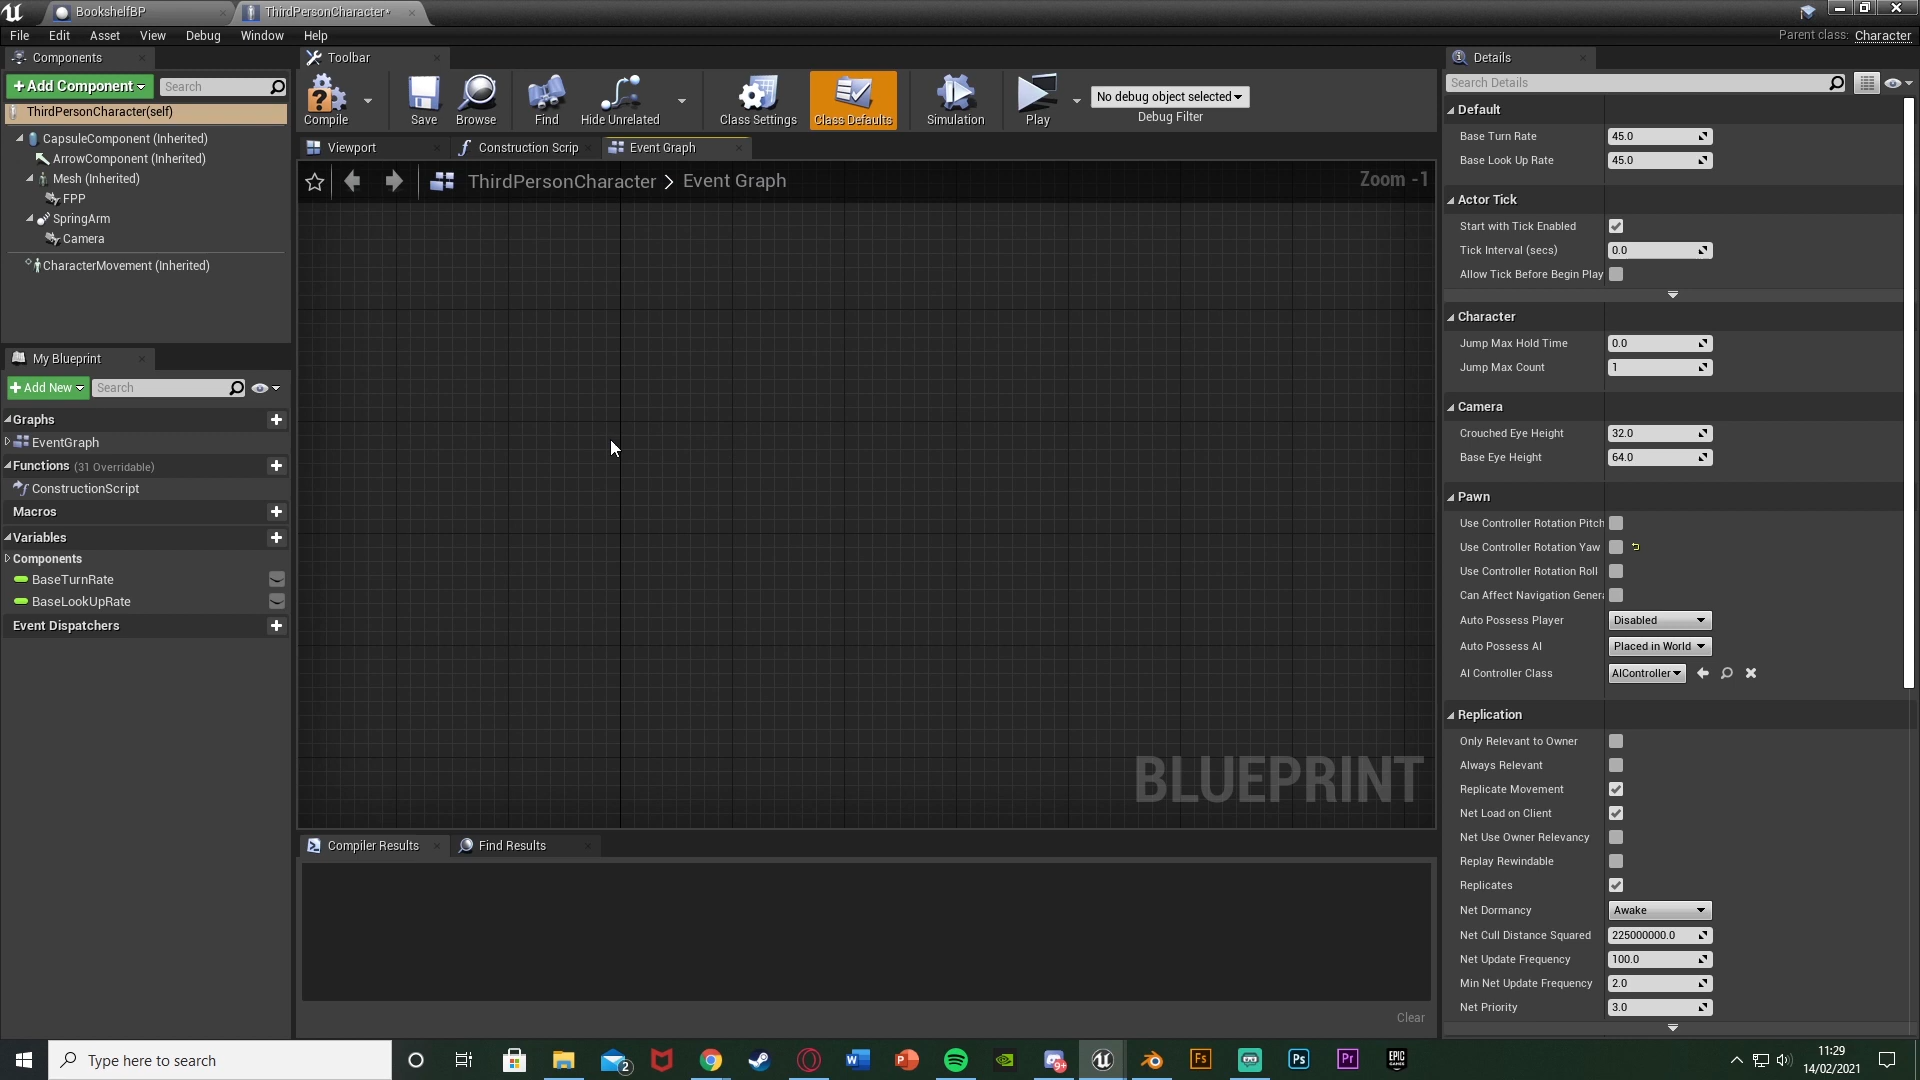 BookshelfBP
ThirdPersonCharacter*
File Edit Asset View Debug Window Help
Parent class: Character
Components
+Add Component
Search
ThirdPersonCharacter(self)
CapsuleComponent (Inherited)
ArrowComponent (Inherited)
Mesh (Inherited)
FPP
SpringArm
Camera
CharacterMovement (Inherited)
My Blueprint
+Add New
Search
Graphs
EventGraph
Functions (31 Overridable)
ConstructionScript
Macros
Variables
Components
BaseTurnRate
BaseLookUpRate
Event Dispatchers
Toolbar
Compile
Save
Browse
Find
Hide Unrelated
Class Settings
Class Defaults
Simulation
Play
No debug object selected
Debug Filter
Viewport
Construction Scrip
Event Graph
ThirdPersonCharacter > Event Graph
Zoom -1
BLUEPRINT
Compiler Results
Find Results
Clear
Details
Search Details
Default
Base Turn Rate 45.0
Base Look Up Rate 45.0
Actor Tick
Start with Tick Enabled
Tick Interval (secs) 0.0
Allow Tick Before Begin Play
Character
Jump Max Hold Time 0.0
Jump Max Count 1
Camera
Crouched Eye Height 32.0
Base Eye Height 64.0
Pawn
Use Controller Rotation Pitch
Use Controller Rotation Yaw
Use Controller Rotation Roll
Can Affect Navigation Genera
Auto Possess Player Disabled
Auto Possess AI Placed in World
AI Controller Class AIController
Replication
Only Relevant to Owner
Always Relevant
Replicate Movement
Net Load on Client
Net Use Owner Relevancy
Replay Rewindable
Replicates
Net Dormancy Awake
Net Cull Distance Squared 225000000.0
Net Update Frequency 100.0
Min Net Update Frequency 2.0
Net Priority 3.0
Type here to search
2
W
P
9+
Fs
Ps
Pr
EPIC
GAMES
11:29
14/02/2021